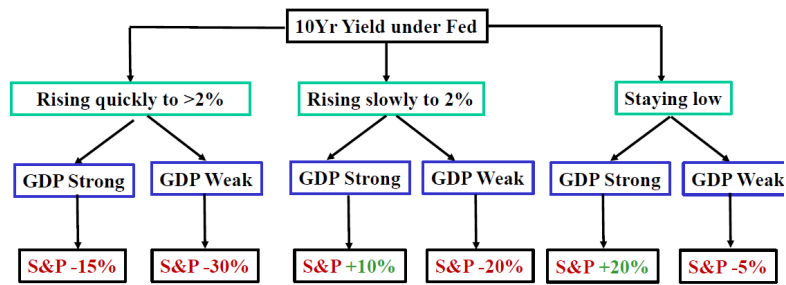 10Yr Yield under Fed
Rising quickly to >2%
Rising slowly to 2%
Staying low
GDP Strong
GDP Weak
GDP Strong
GDP Weak
GDP Strong
GDP Weak
S&P -15%
S&P -30%
S&P +10%
S&P -20%
S&P +20%
S&P -5%